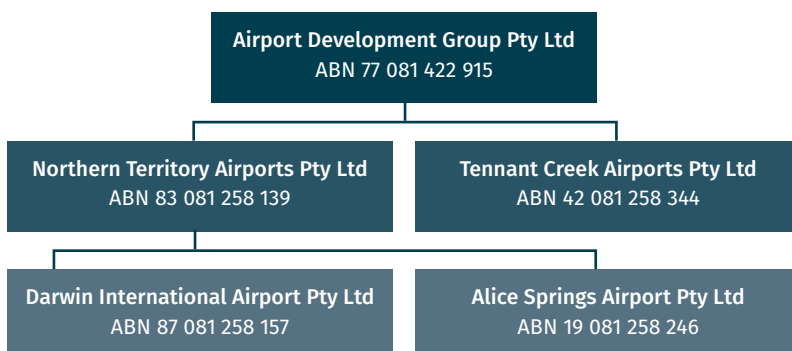 Airport Development Group Pty Ltd
ABN 77 081 422 915
Northern Territory Airports Pty Ltd
ABN 83 081 258 139
Tennant Creek Airports Pty Ltd
ABN 42 081 258 344
Darwin International Airport Pty Ltd
ABN 87 081 258 157
Alice Springs Airport Pty Ltd
ABN 19 081 258 246